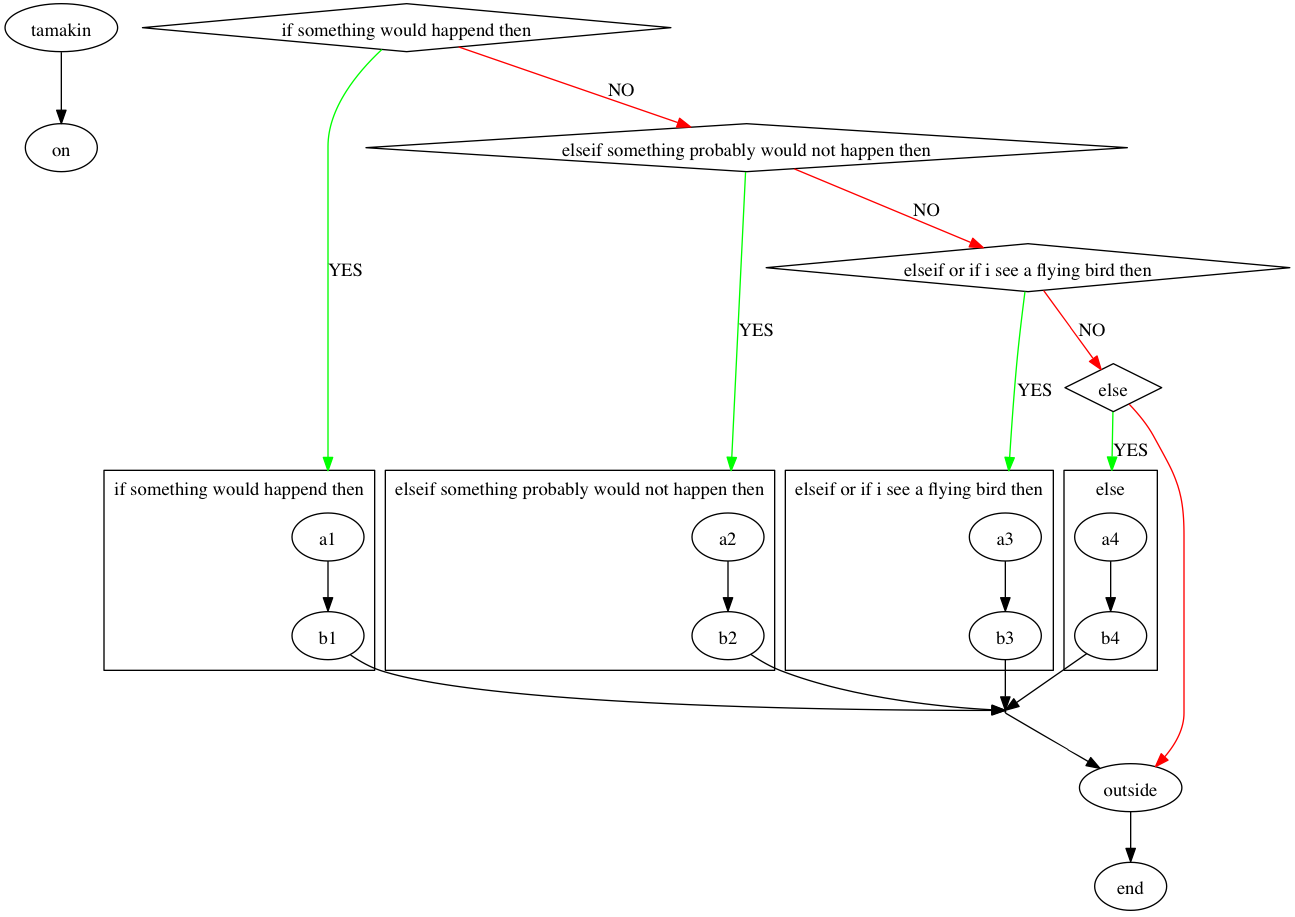 tamakin
if something would happend then
NO
on
elseif something probably would not happen then
NO
YES
elseif or if i see a flying bird then
YES
NO
YES
else
YES
if something would happend then
elseif something probably would not happen then
elseif or if i see a flying bird then
else
a1
a2
a3
a4
b1
b2
b3
b4
outside
end